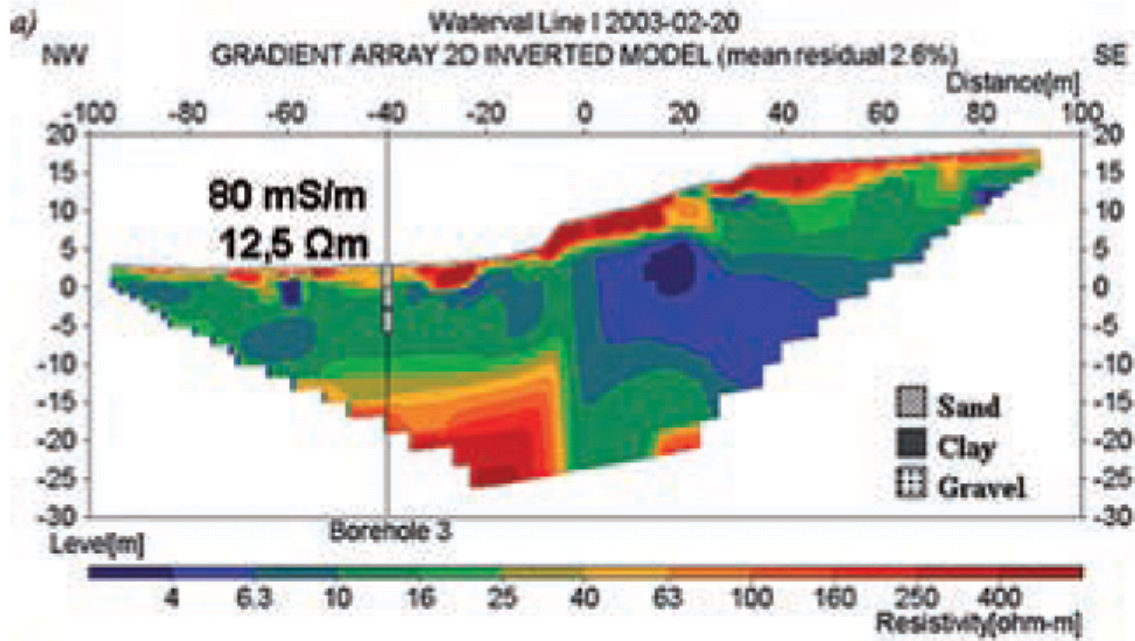 a)
Waterval Line I 2003-02-20
NW GRADIENT ARRAY 2D INVERTED MODEL (mean residual 2.6%) SE
Distance[m]
-100 -80 -60 -40 -20 0 20 40 60 80 100
20 20
15 15
80 mS/m
10 10
12,5 Ωm
5 5
0 0
-5 -5
-10 -10
-15 Sand -15
-20 Clay -20
-25 Gravel -25
-30 -30
Borehole 3
Level[m]
4 6.3 10 16 25 40 63 100 160 250 400
Resistivity[ohm-m]